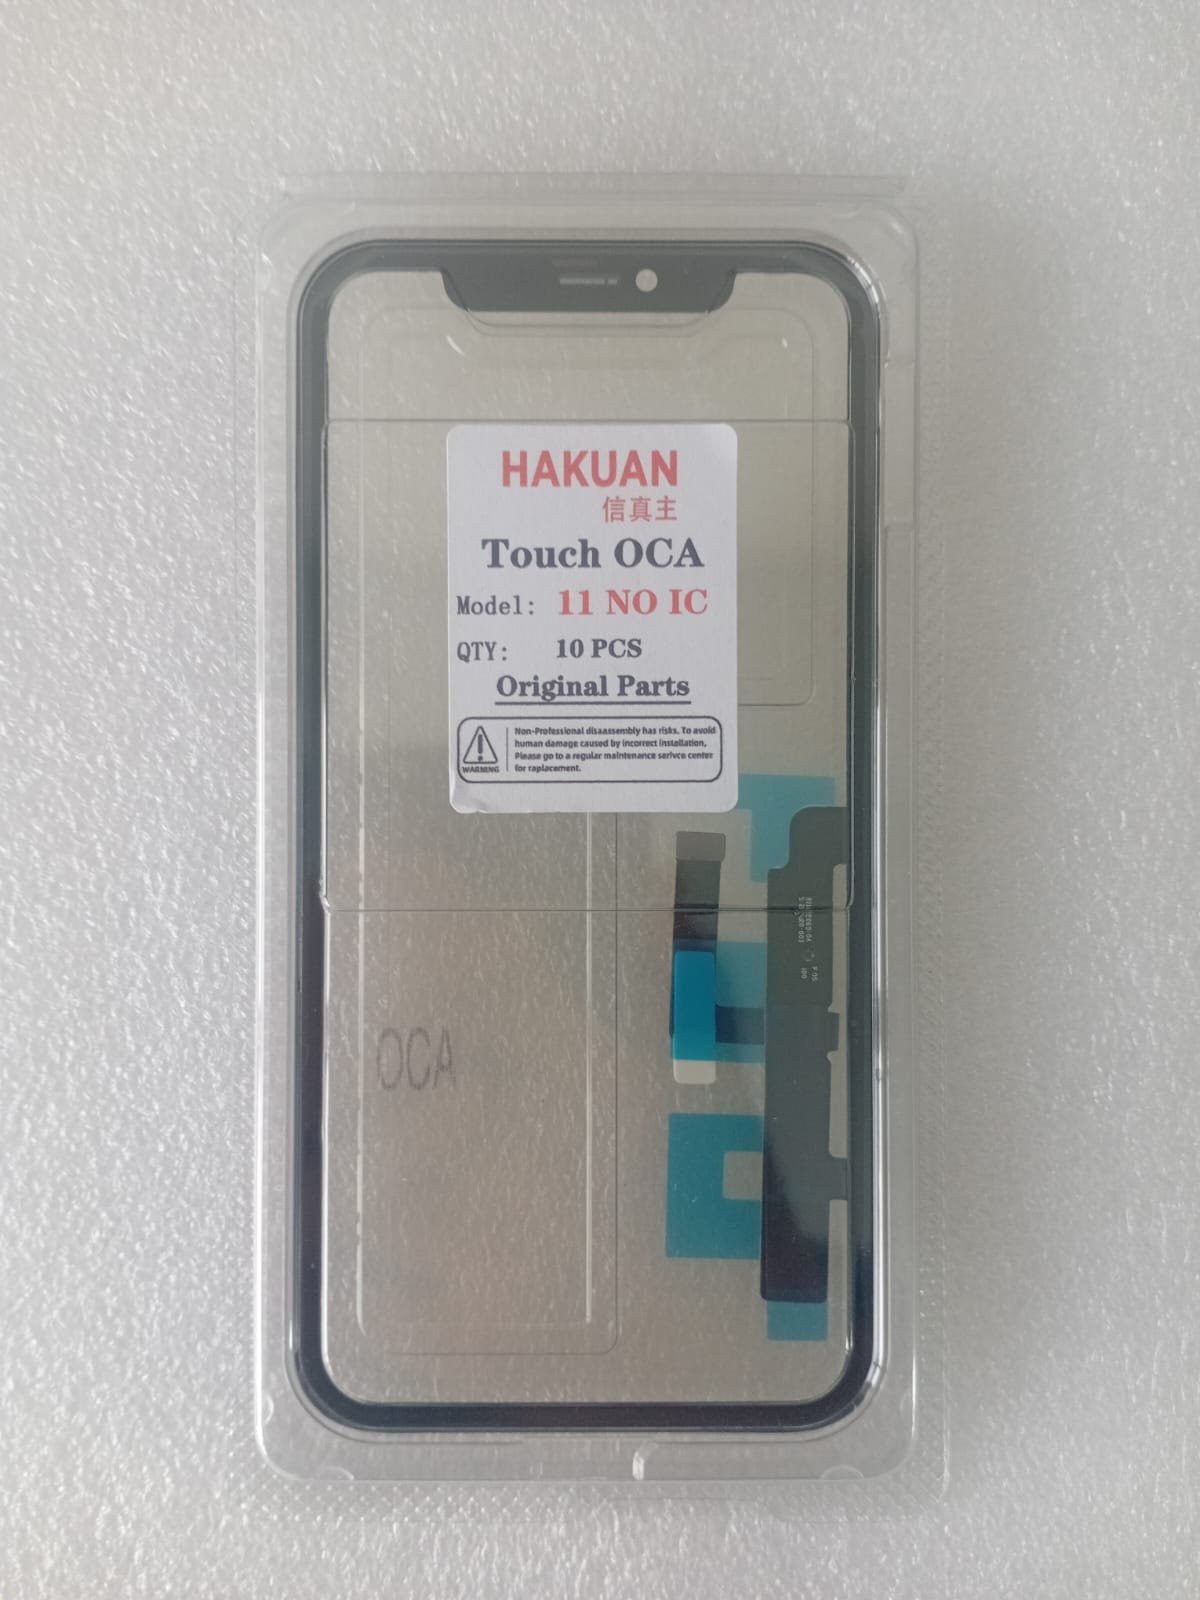 HAKUAN
信真主
Touch OCA
Model: 11 NO IC
QTY: 10 PCS
Original Parts
WARNING
Non-Professional disaassembly has risks. To avoid
human damage caused by incorrect installation,
Please go to a regular maintenance serivce center
for raplacement.
OCA